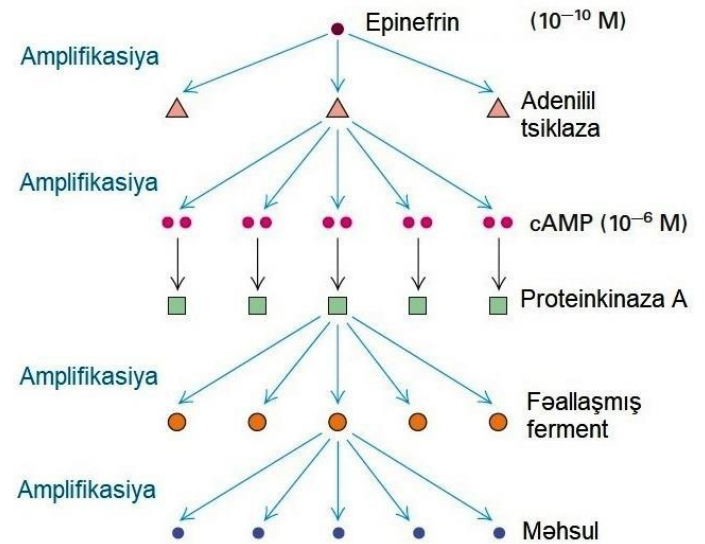 Epinefrin (10⁻¹⁰ M)
Amplifikasiya
Adenilil
tsiklaza
Amplifikasiya
cAMP (10⁻⁶ M)
Proteinkinaza A
Amplifikasiya
Fəallaşmış
ferment
Amplifikasiya
Məhsul